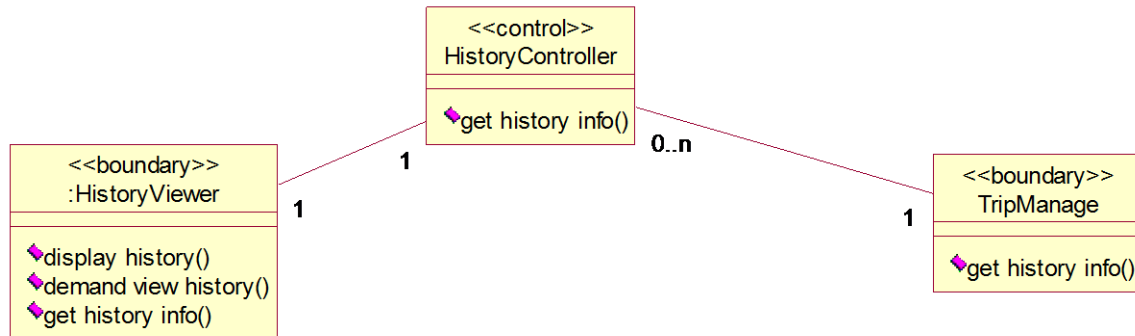 <<control>>
HistoryController
get history info()
1
0..n
<<boundary>>
:HistoryViewer
display history()
demand view history()
get history info()
1
<<boundary>>
TripManage
get history info()
1